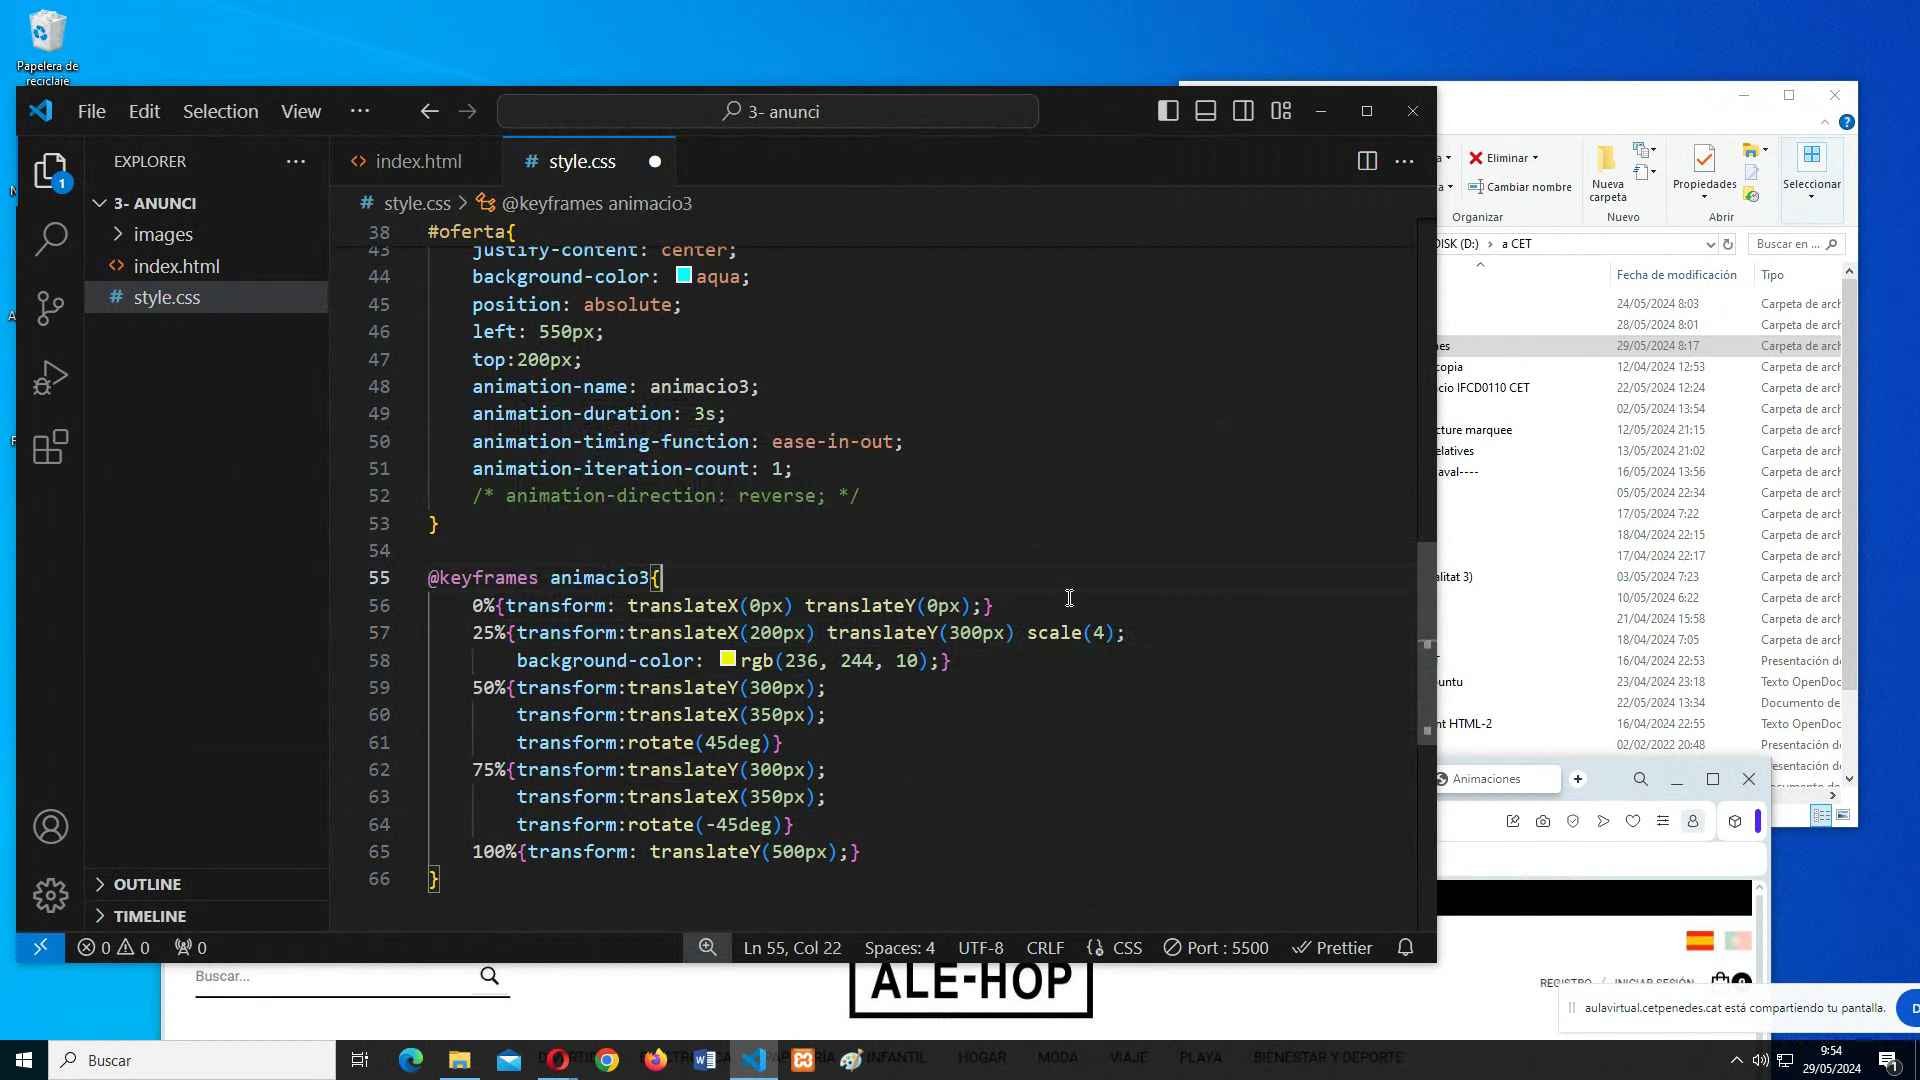 Papelera de
reciclaje
File Edit Selection View ···
3- anunci
EXPLORER
index.html
style.css
3- ANUNCI
images
index.html
style.css
OUTLINE
TIMELINE
style.css > @keyframes animacio3
38 #oferta{
43 justify-content: center;
44 background-color: aqua;
45 position: absolute;
46 left: 550px;
47 top:200px;
48 animation-name: animacio3;
49 animation-duration: 3s;
50 animation-timing-function: ease-in-out;
51 animation-iteration-count: 1;
52 /* animation-direction: reverse; */
53 }
54
55 @keyframes animacio3{
56 0%{transform: translateX(0px) translateY(0px);}
57 25%{transform:translateX(200px) translateY(300px) scale(4);
58 background-color: rgb(236, 244, 10);}
59 50%{transform:translateY(300px);
60 transform:translateX(350px);
61 transform:rotate(45deg)}
62 75%{transform:translateY(300px);
63 transform:translateX(350px);
64 transform:rotate(-45deg)}
65 100%{transform: translateY(500px);}
66 }
0 0 0 Ln 55, Col 22 Spaces: 4 UTF-8 CRLF CSS Port : 5500 Prettier
1
Eliminar
Cambiar nombre
Organizar
Nueva
carpeta
Nuevo
Propiedades
Abrir
Seleccionar
DISK (D:) > a CET
Buscar en ...
Fecha de modificación Tipo
24/05/2024 8:03 Carpeta de arch
28/05/2024 8:01 Carpeta de arch
nes 29/05/2024 8:17 Carpeta de arch
copia 12/04/2024 12:53 Carpeta de arch
cio IFCD0110 CET 22/05/2024 12:24 Carpeta de arch
02/05/2024 13:54 Carpeta de arch
cture marquee 12/05/2024 21:15 Carpeta de arch
elatives 13/05/2024 21:02 Carpeta de arch
aval---- 16/05/2024 13:56 Carpeta de arch
05/05/2024 22:34 Carpeta de arch
17/05/2024 7:22 Carpeta de arch
18/04/2024 22:15 Carpeta de arch
17/04/2024 22:17 Carpeta de arch
alitat 3) 03/05/2024 7:23 Carpeta de arch
10/05/2024 6:22 Carpeta de arch
21/04/2024 15:58 Carpeta de arch
18/04/2024 7:05 Carpeta de arch
16/04/2024 22:53 Presentación d
untu 23/04/2024 23:18 Texto OpenDoc
22/05/2024 13:34 Documento de
nt HTML-2 16/04/2024 22:55 Texto OpenDoc
02/02/2022 20:48 Presentación d
Animaciones
Buscar...
ALE-HOP
REGISTRO / INICIAR SESIÓN 0
aulavirtual.cetpenedes.cat está compartiendo tu pantalla.
Buscar
INFANTIL HOGAR MODA VIAJE PLAYA BIENESTAR Y DEPORTE
9:54
29/05/2024
1